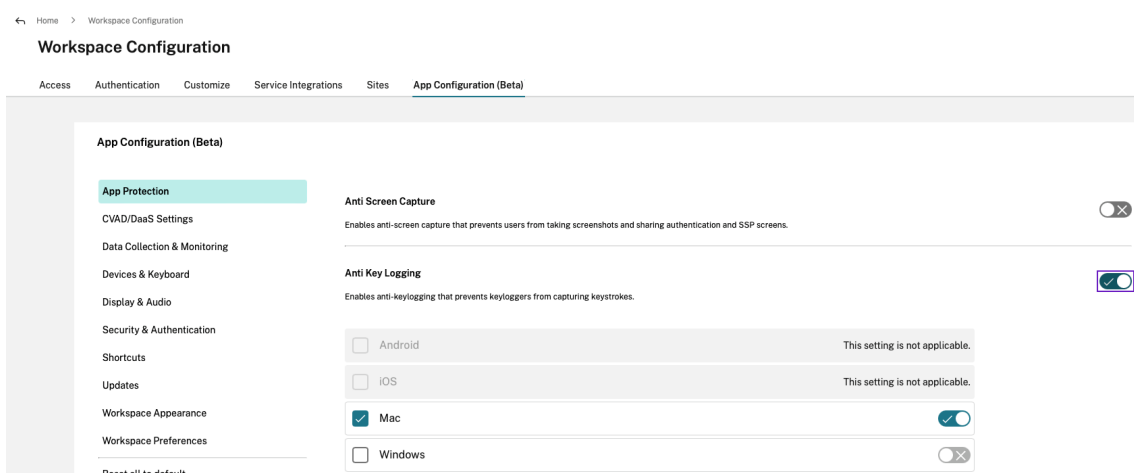 Home > Workspace Configuration
Workspace Configuration
Access Authentication Customize Service Integrations Sites App Configuration (Beta)
App Configuration (Beta)
App Protection
CVAD/DaaS Settings
Data Collection & Monitoring
Devices & Keyboard
Display & Audio
Security & Authentication
Shortcuts
Updates
Workspace Appearance
Workspace Preferences
Reset all to default
Anti Screen Capture
Enables anti-screen capture that prevents users from taking screenshots and sharing authentication and SSP screens.
Anti Key Logging
Enables anti-keylogging that prevents keyloggers from capturing keystrokes.
Android This setting is not applicable.
iOS This setting is not applicable.
Mac
Windows